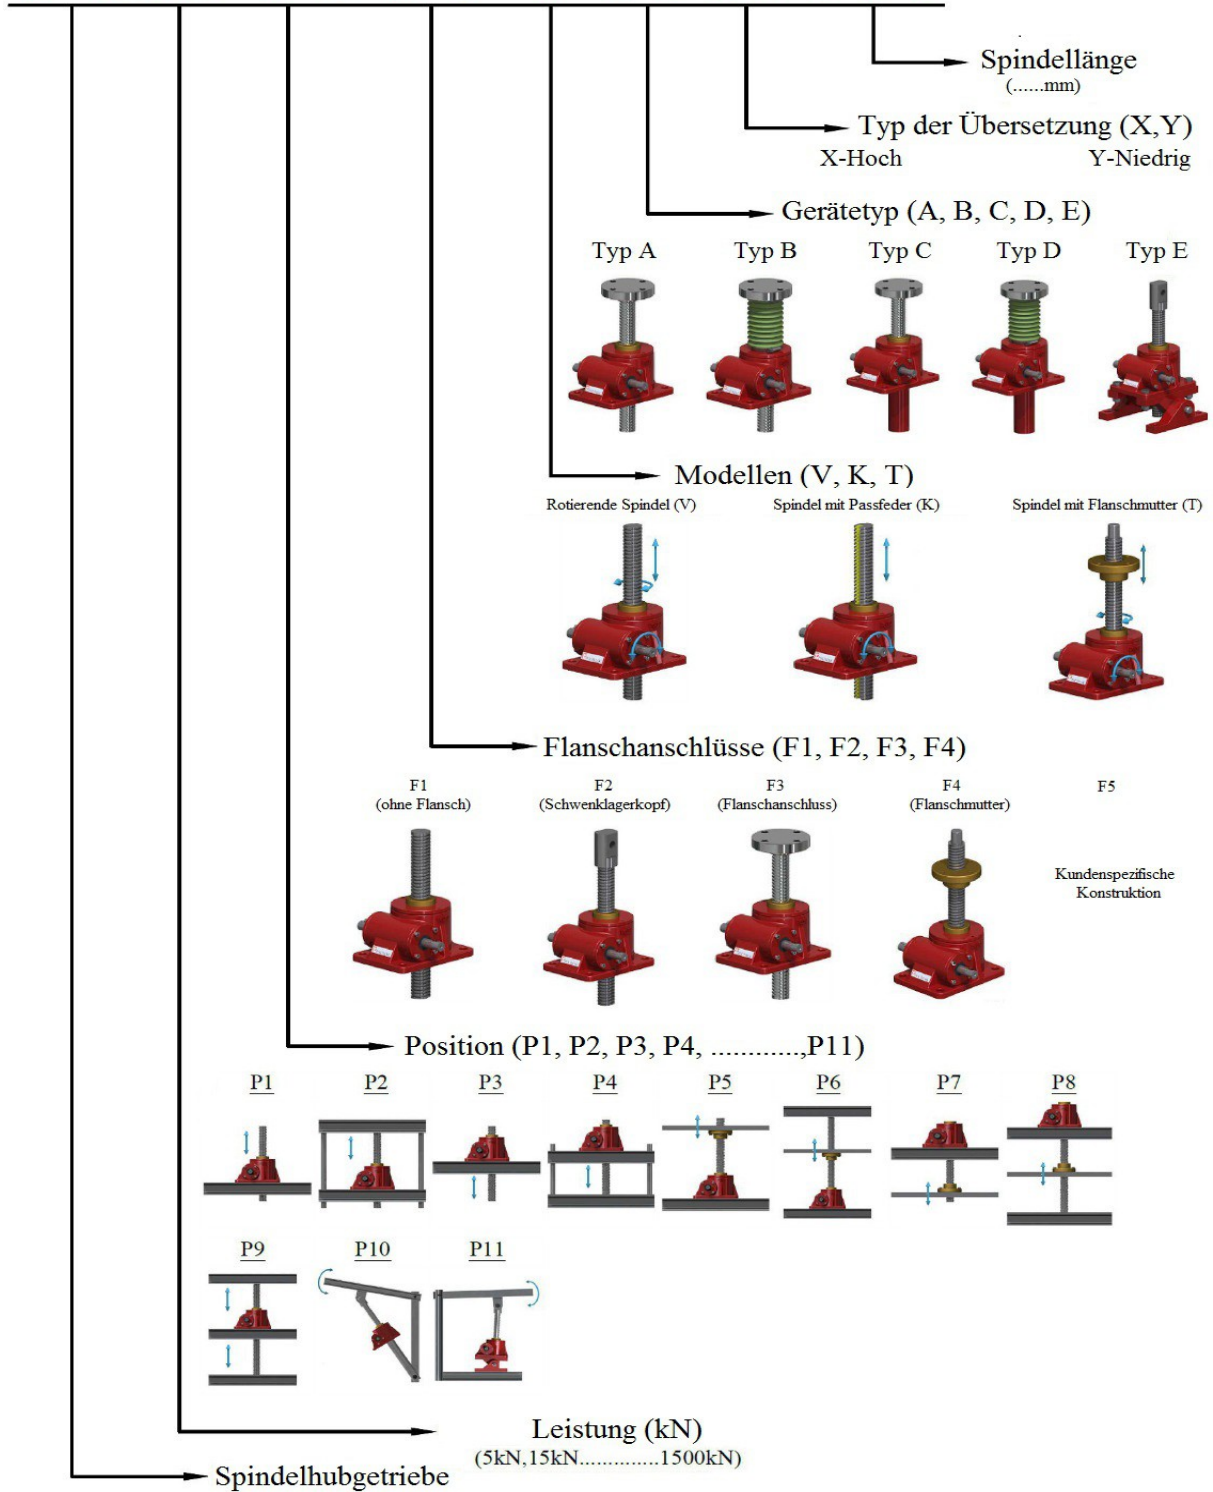 Spindellänge
(......mm)
Typ der Übersetzung (X,Y)
X-Hoch Y-Niedrig
Gerätetyp (A, B, C, D, E)
Typ A Typ B Typ C Typ D Typ E
Modellen (V, K, T)
Rotierende Spindel (V) Spindel mit Passfeder (K) Spindel mit Flanschmutter (T)
Flanschanschlüsse (F1, F2, F3, F4)
F1 F2 F3 F4 F5
(ohne Flansch) (Schwenklagerkopf) (Flanschanschluss) (Flanschmutter)
Kundenspezifische
Konstruktion
Position (P1, P2, P3, P4, ............,P11)
P1 P2 P3 P4 P5 P6 P7 P8
P9 P10 P11
Leistung (kN)
(5kN,15kN..............1500kN)
Spindelhubgetriebe